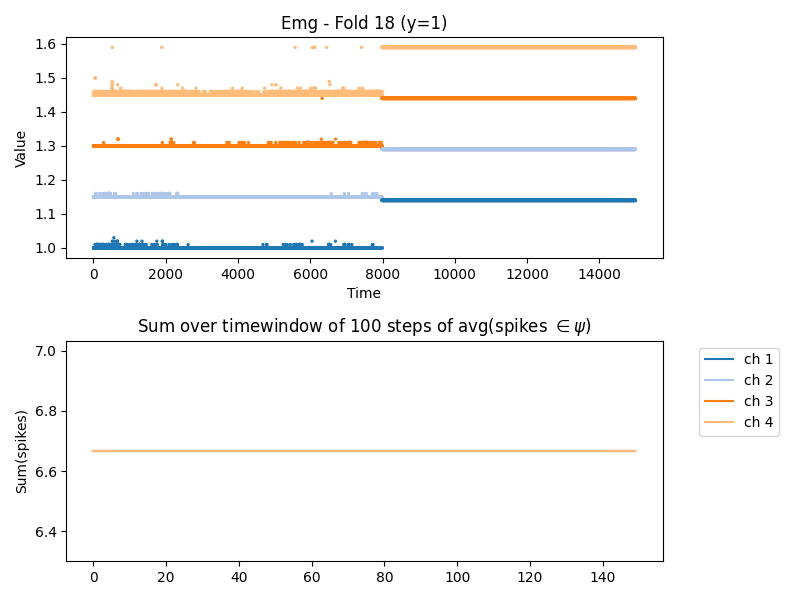 Emg - Fold 18 (y=1)
Value
1.6
1.5
1.4
1.3
1.2
1.1
1.0
0 2000 4000 6000 8000 10000 12000 14000
Time
Sum over timewindow of 100 steps of avg(spikes ∈ ψ)
Sum(spikes)
7.0
6.8
6.6
6.4
0 20 40 60 80 100 120 140
ch 1
ch 2
ch 3
ch 4